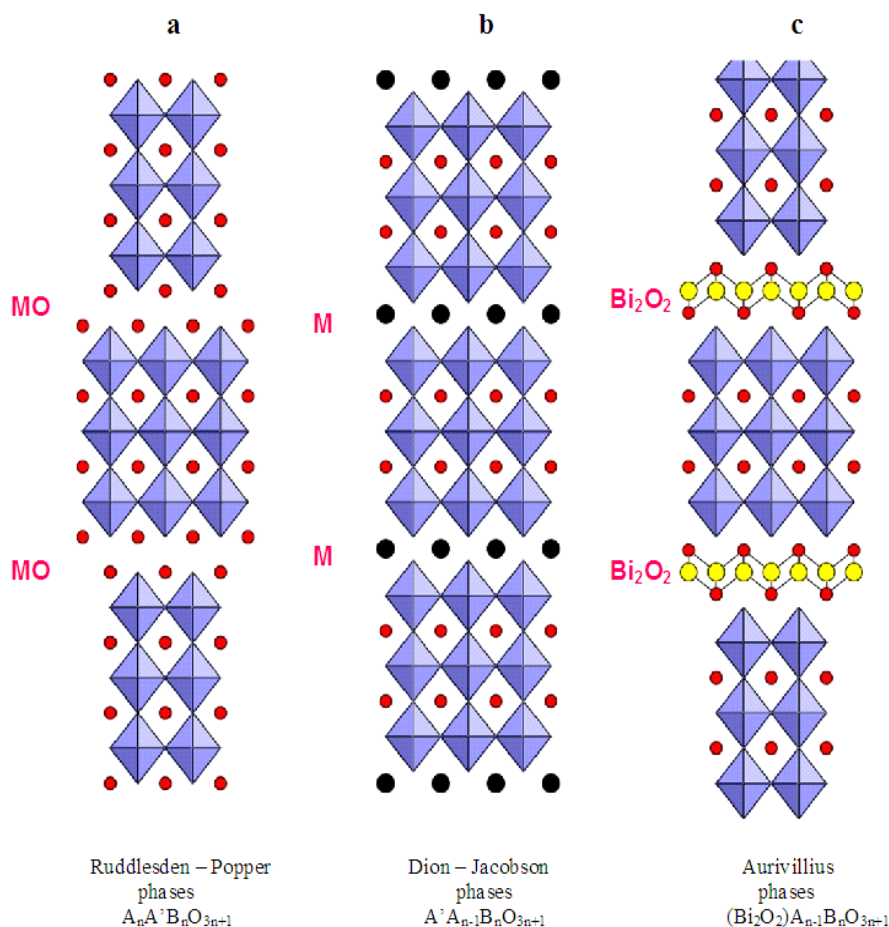 a
b
c
MO
M
Bi₂O₂
MO
M
Bi₂O₂
Ruddlesden – Popper
phases
AₙA’BₙO₃ₙ₊₁
Dion – Jacobson
phases
A’Aₙ₋₁BₙO₃ₙ₊₁
Aurivillius
phases
(Bi₂O₂)Aₙ₋₁BₙO₃ₙ₊₁